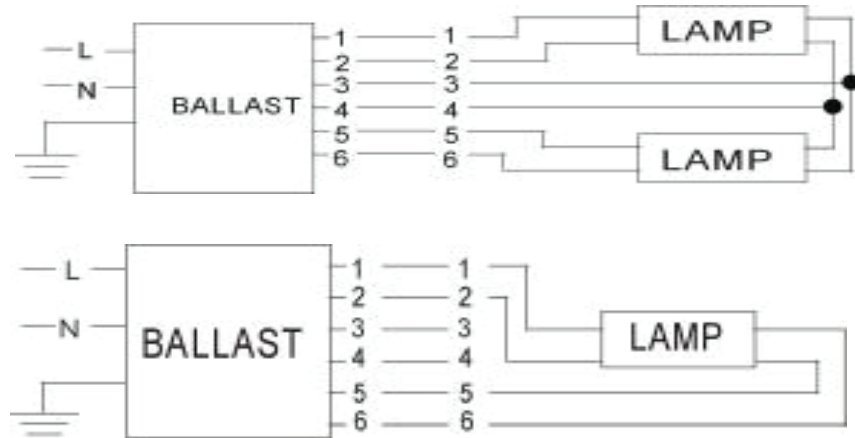 1 1 LAMP
L
2 2
3 3
N
BALLAST 4 4
5 5
LAMP
6 6
L 1 1
2 2
N 3 3 LAMP
BALLAST
4 4
5 5
6 6